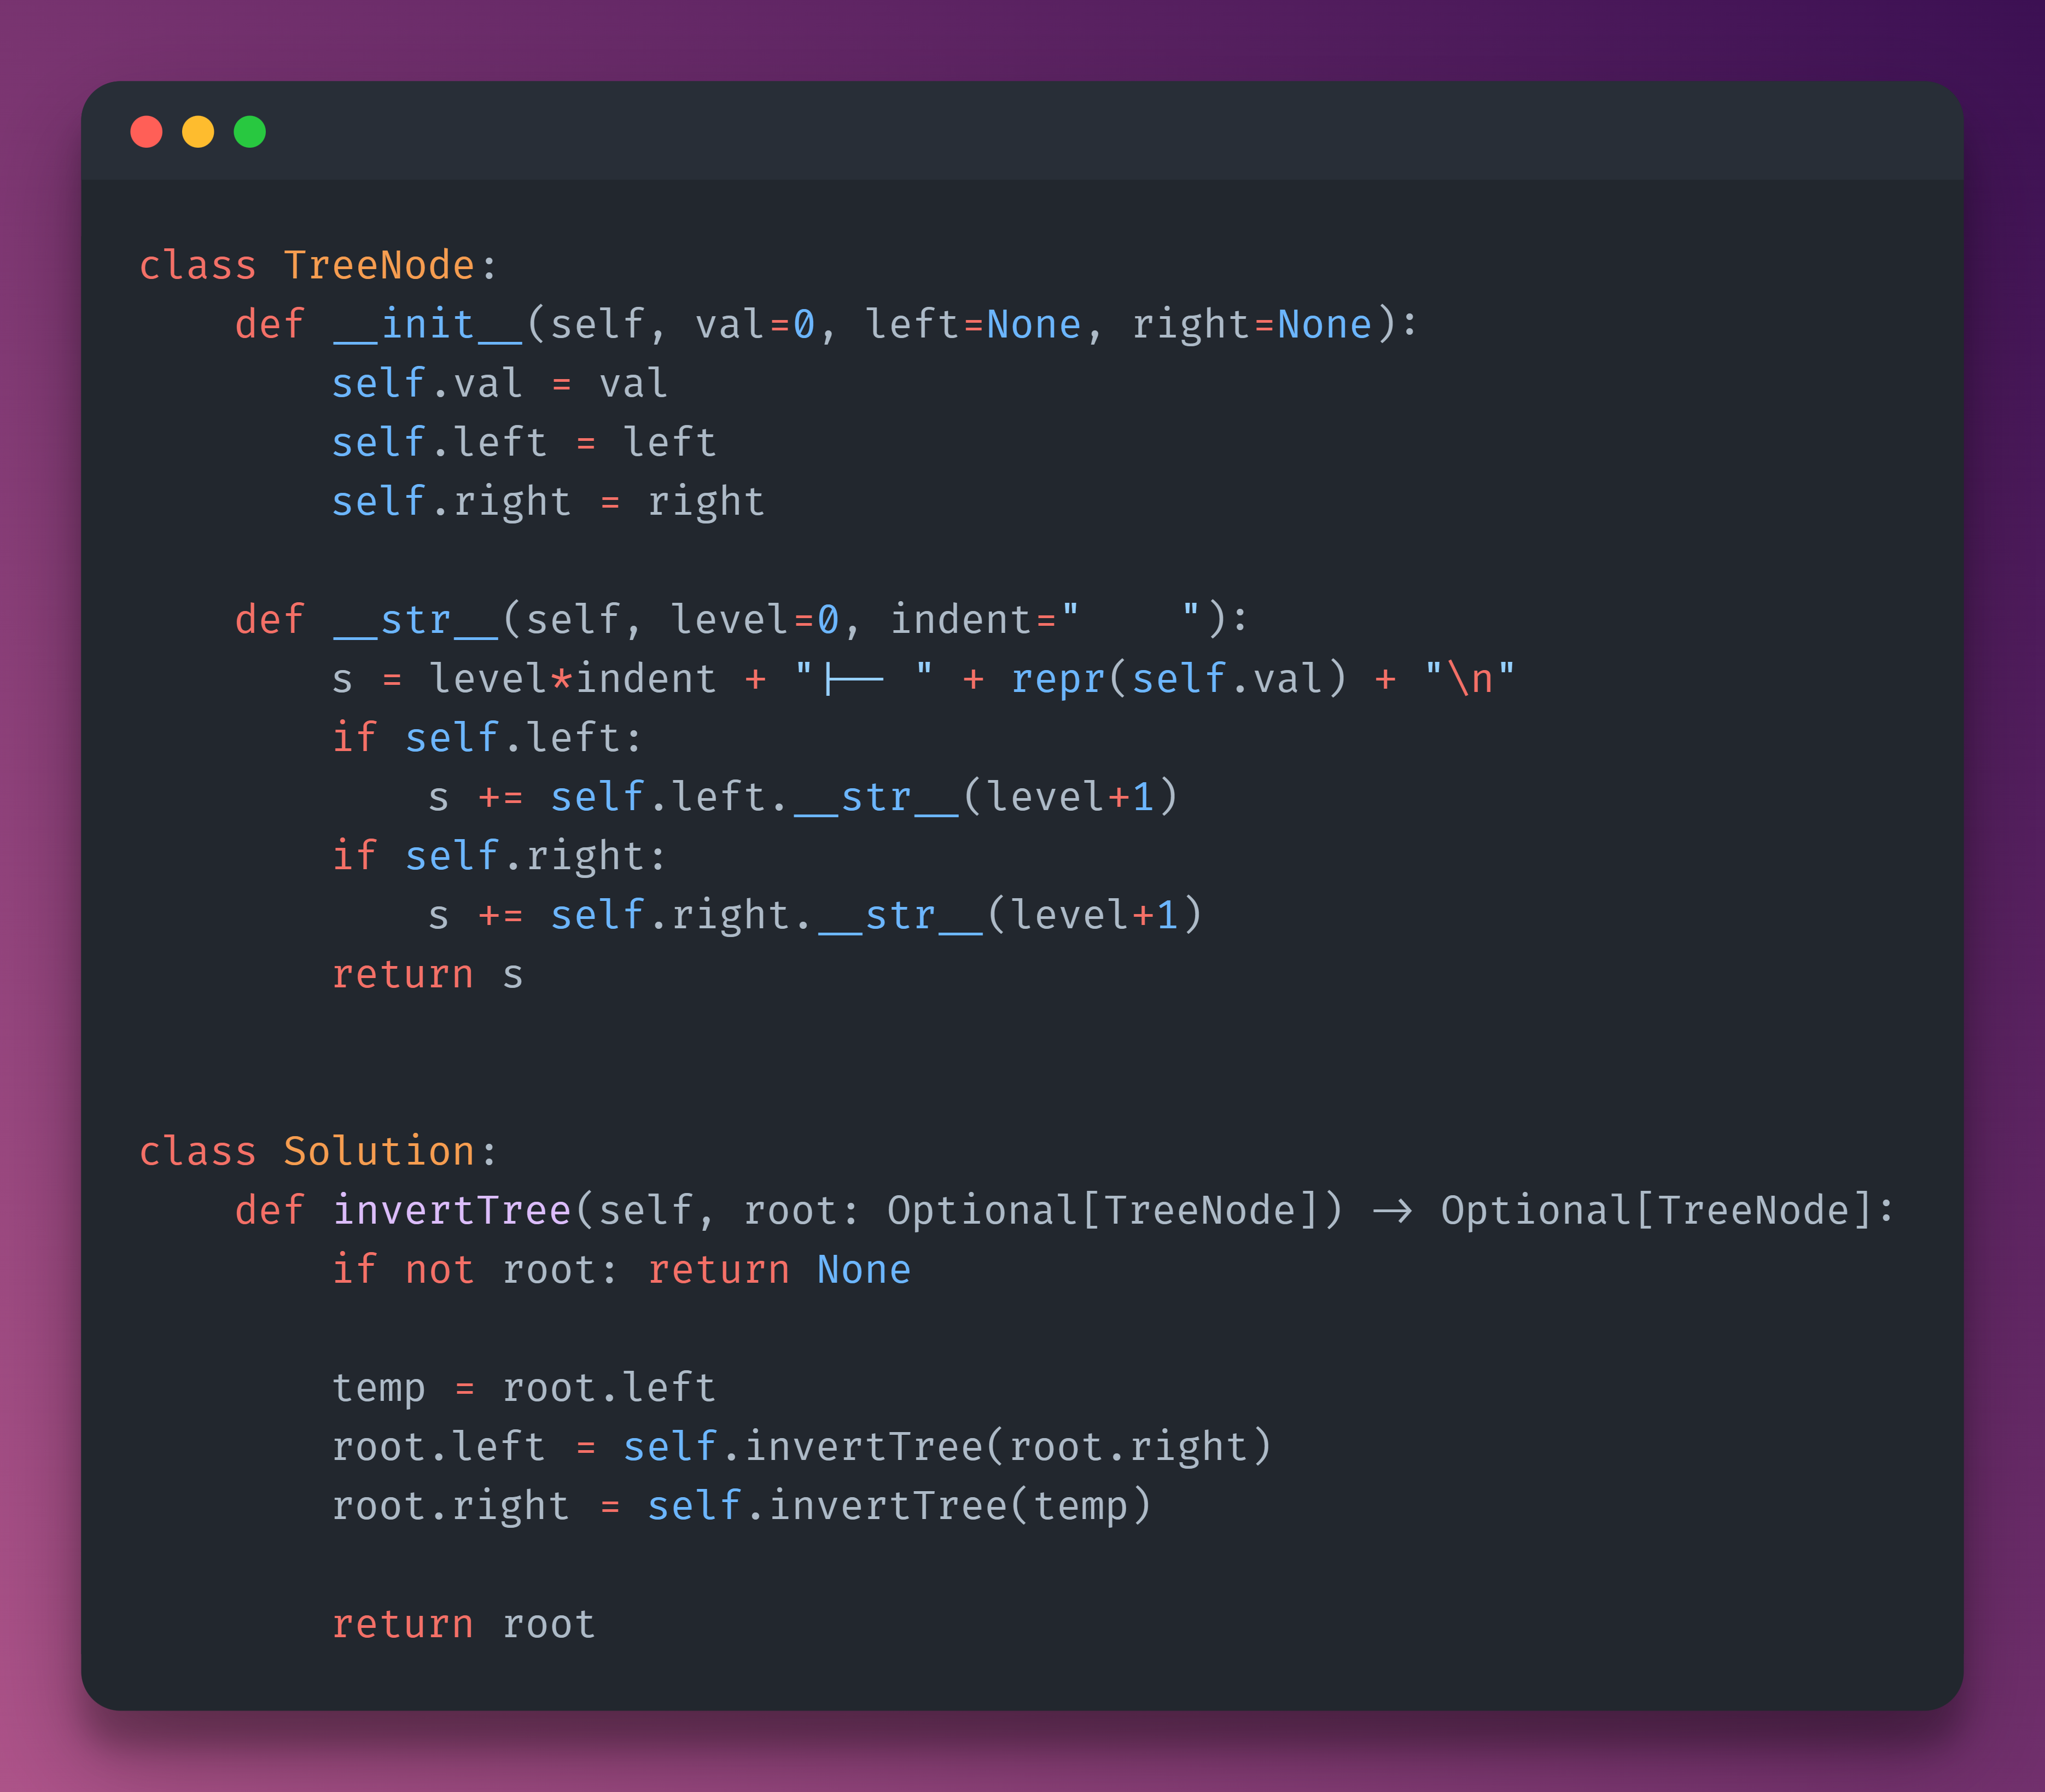 class TreeNode:
    def __init__(self, val=0, left=None, right=None):
        self.val = val
        self.left = left
        self.right = right
    def __str__(self, level=0, indent="    "):
        s = level*indent + "|-- " + repr(self.val) + "\n"
        if self.left:
            s += self.left.__str__(level+1)
        if self.right:
            s += self.right.__str__(level+1)
        return s
class Solution:
    def invertTree(self, root: Optional[TreeNode]) -> Optional[TreeNode]:
        if not root: return None
        temp = root.left
        root.left = self.invertTree(root.right)
        root.right = self.invertTree(temp)
        return root